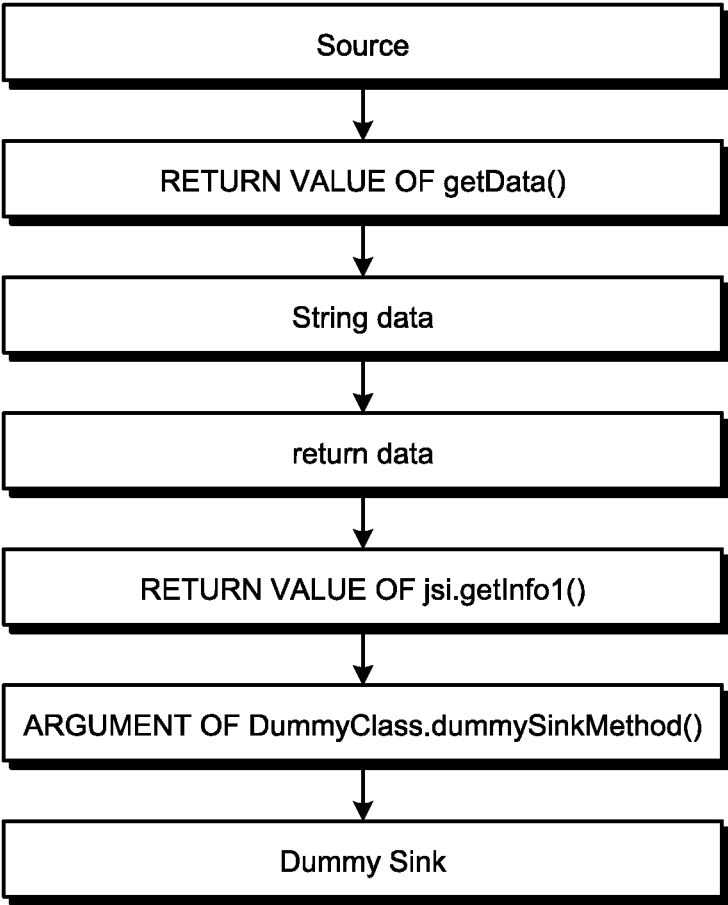 Source
RETURN VALUE OF getData()
String data
return data
RETURN VALUE OF jsi.getInfo1()
ARGUMENT OF DummyClass.dummySinkMethod()
Dummy Sink